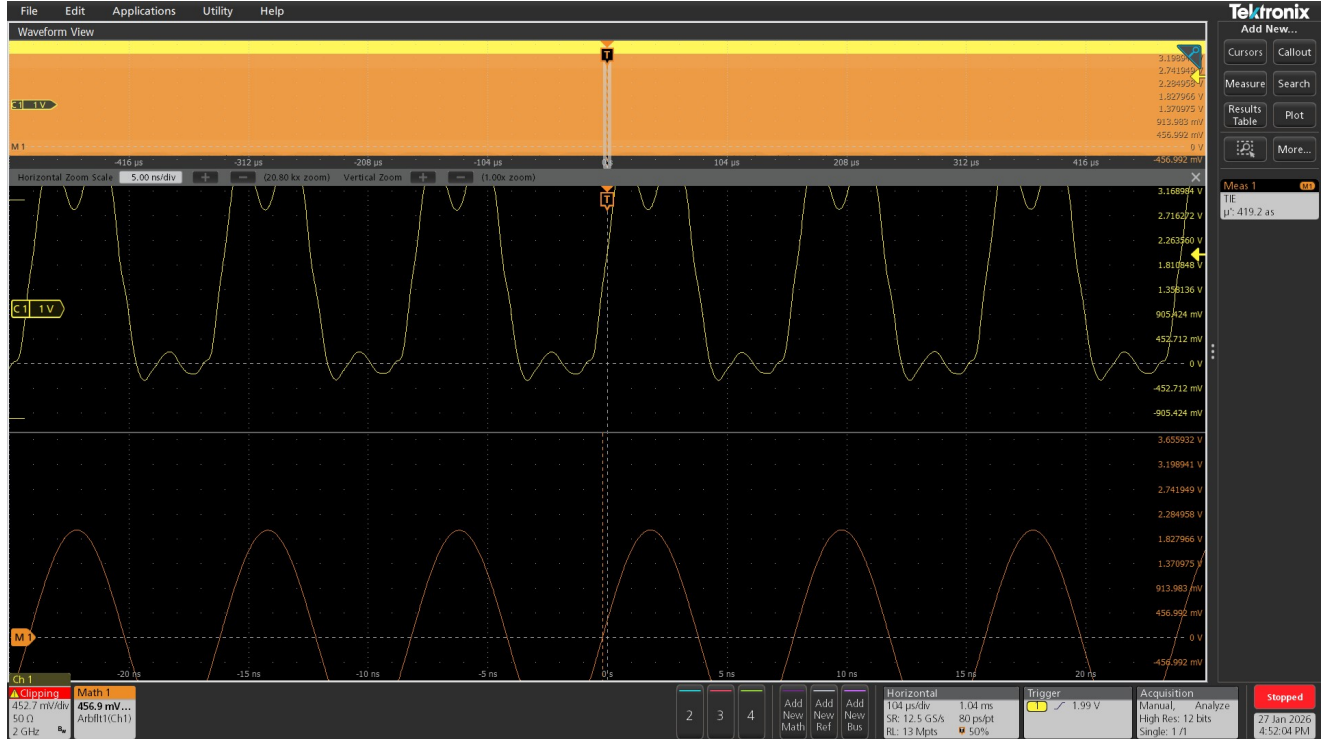 File Edit Applications Utility Help
Tektronix
Waveform View
Add New...
Cursors Callout
Measure Search
Results Table Plot
More...
Meas 1 M1
TIE
µ': 419.2 as
T
2.741949 V
2.284958 V
1.827966 V
1.370975 V
913.983 mV
456.992 mV
0 V
-456.992 mV
C1 1 V
M 1
-416 µs -312 µs -208 µs -104 µs 0 s 104 µs 208 µs 312 µs 416 µs
Horizontal Zoom Scale 5.00 ns/div + − (20.80 kx zoom) Vertical Zoom + − (1.00x zoom) ×
T
3.168984 V
2.716272 V
2.263560 V
1.810848 V
1.358136 V
905.424 mV
452.712 mV
0 V
-452.712 mV
-905.424 mV
C1 1 V
3.655932 V
3.198941 V
2.741949 V
2.284958 V
1.827966 V
1.370975 V
913.983 mV
456.992 mV
0 V
-456.992 mV
M 1
-20 ns -15 ns -10 ns -5 ns 0 s 5 ns 10 ns 15 ns 20 ns
Ch 1
Clipping
452.7 mV/div
50 Ω
2 GHz Bw
Math 1
456.9 mV...
Arbflt1(Ch1)
2 3 4
Add New Math
Add New Ref
Add New Bus
Horizontal
104 µs/div 1.04 ms
SR: 12.5 GS/s 80 ps/pt
RL: 13 Mpts 50%
Trigger
1 1.99 V
Acquisition
Manual, Analyze
High Res: 12 bits
Single: 1 /1
Stopped
27 Jan 2026
4:52:04 PM